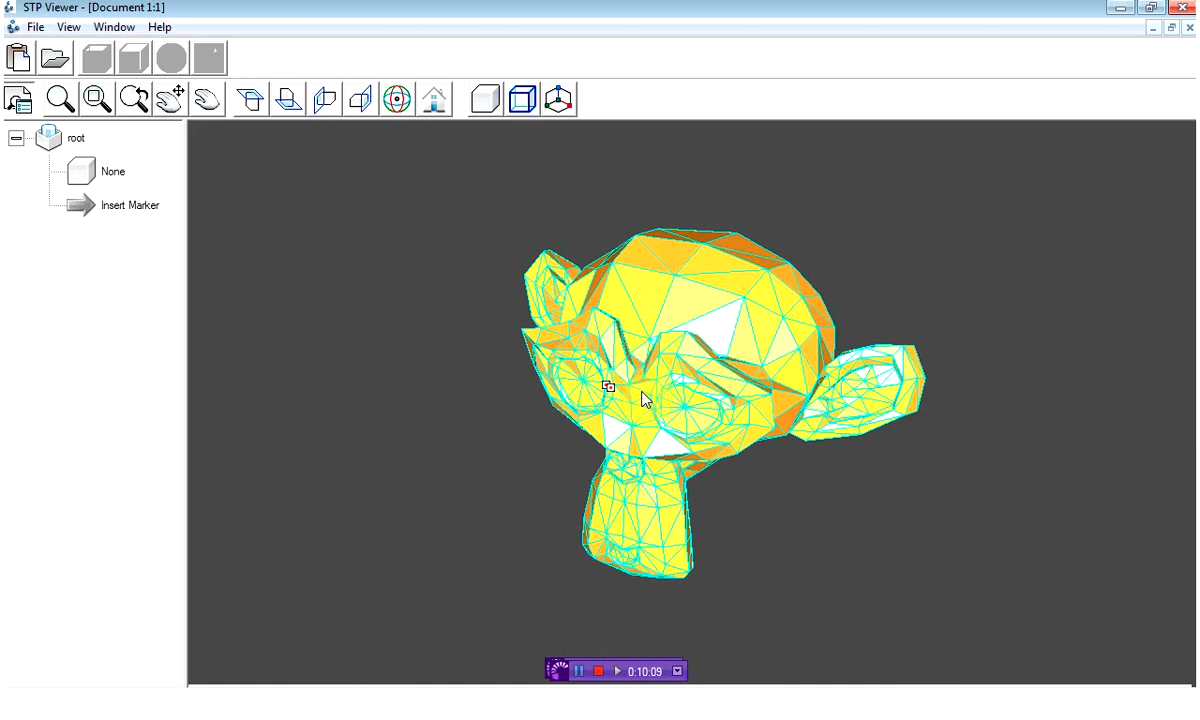 STP Viewer - [Document 1:1]
File View Window Help
root
None
Insert Marker
0:10:09